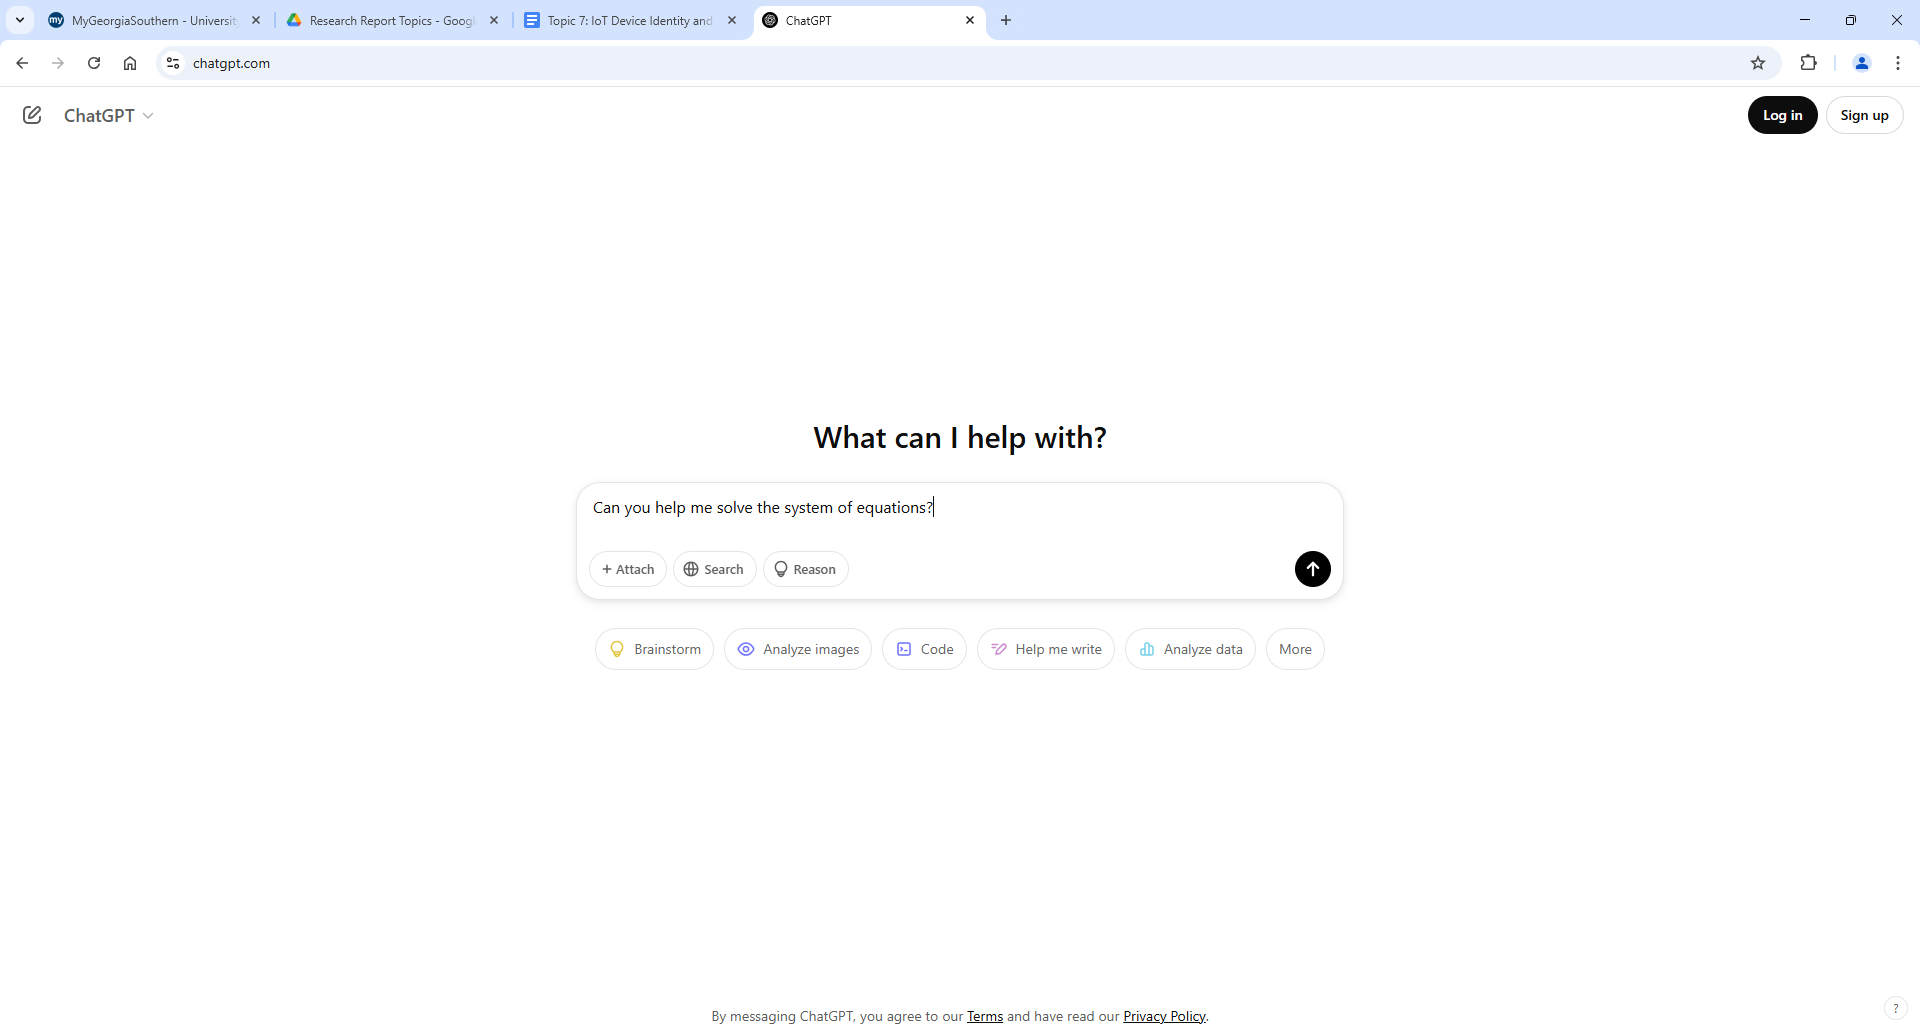 my MyGeorgiaSouthern - Universit
Research Report Topics - Googl
Topic 7: IoT Device Identity and
ChatGPT
chatgpt.com
ChatGPT
Log in
Sign up
What can I help with?
Can you help me solve the system of equations?
+ Attach
Search
Reason
Brainstorm
Analyze images
Code
Help me write
Analyze data
More
By messaging ChatGPT, you agree to our Terms and have read our Privacy Policy.
?